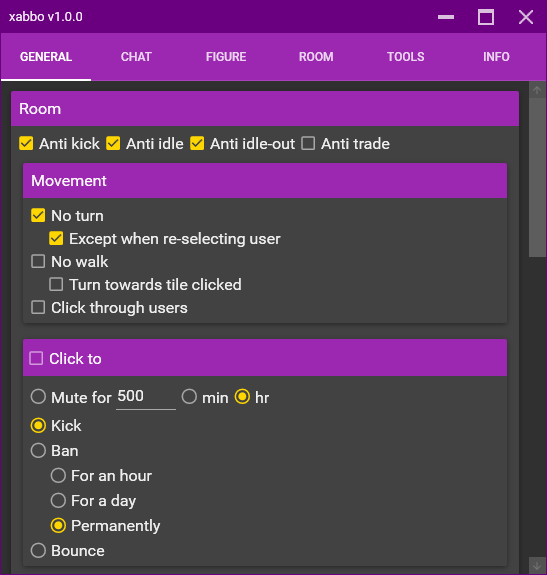 xabbo v1.0.0
GENERAL CHAT FIGURE ROOM TOOLS INFO
Room
Anti kick Anti idle Anti idle-out Anti trade
Movement
No turn
Except when re-selecting user
No walk
Turn towards tile clicked
Click through users
Click to
Mute for 500 min hr
Kick
Ban
For an hour
For a day
Permanently
Bounce